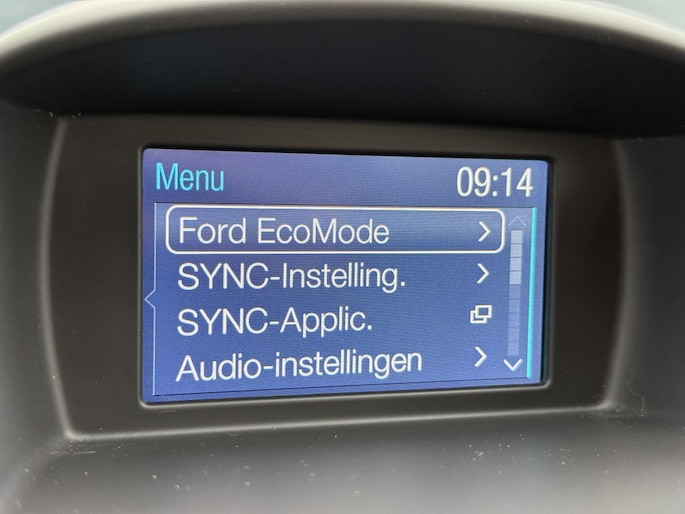 Menu 09:14
Ford EcoMode
SYNC-Instelling.
SYNC-Applic.
Audio-instellingen